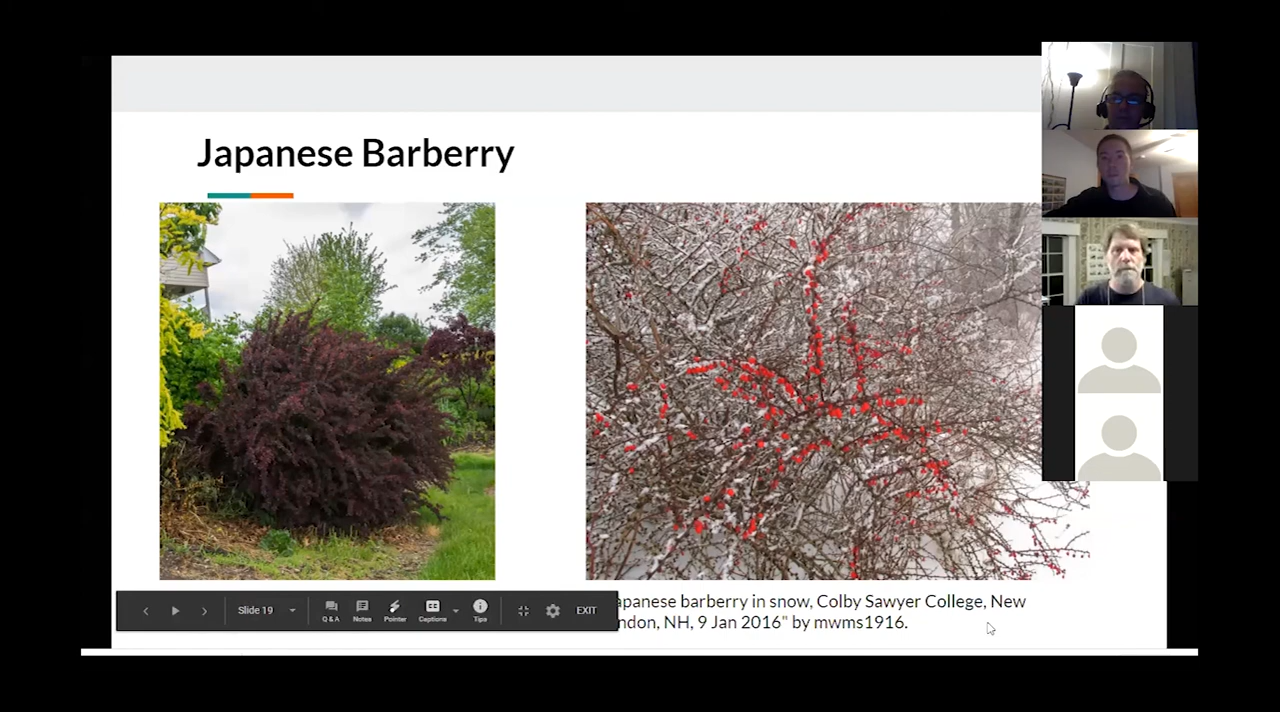 Japanese Barberry
apanese barberry in snow, Colby Sawyer College, New
ndon, NH, 9 Jan 2016" by mwms1916.
Slide 19
Q & A
Notes
Pointer
CC
Captions
Tips
EXIT